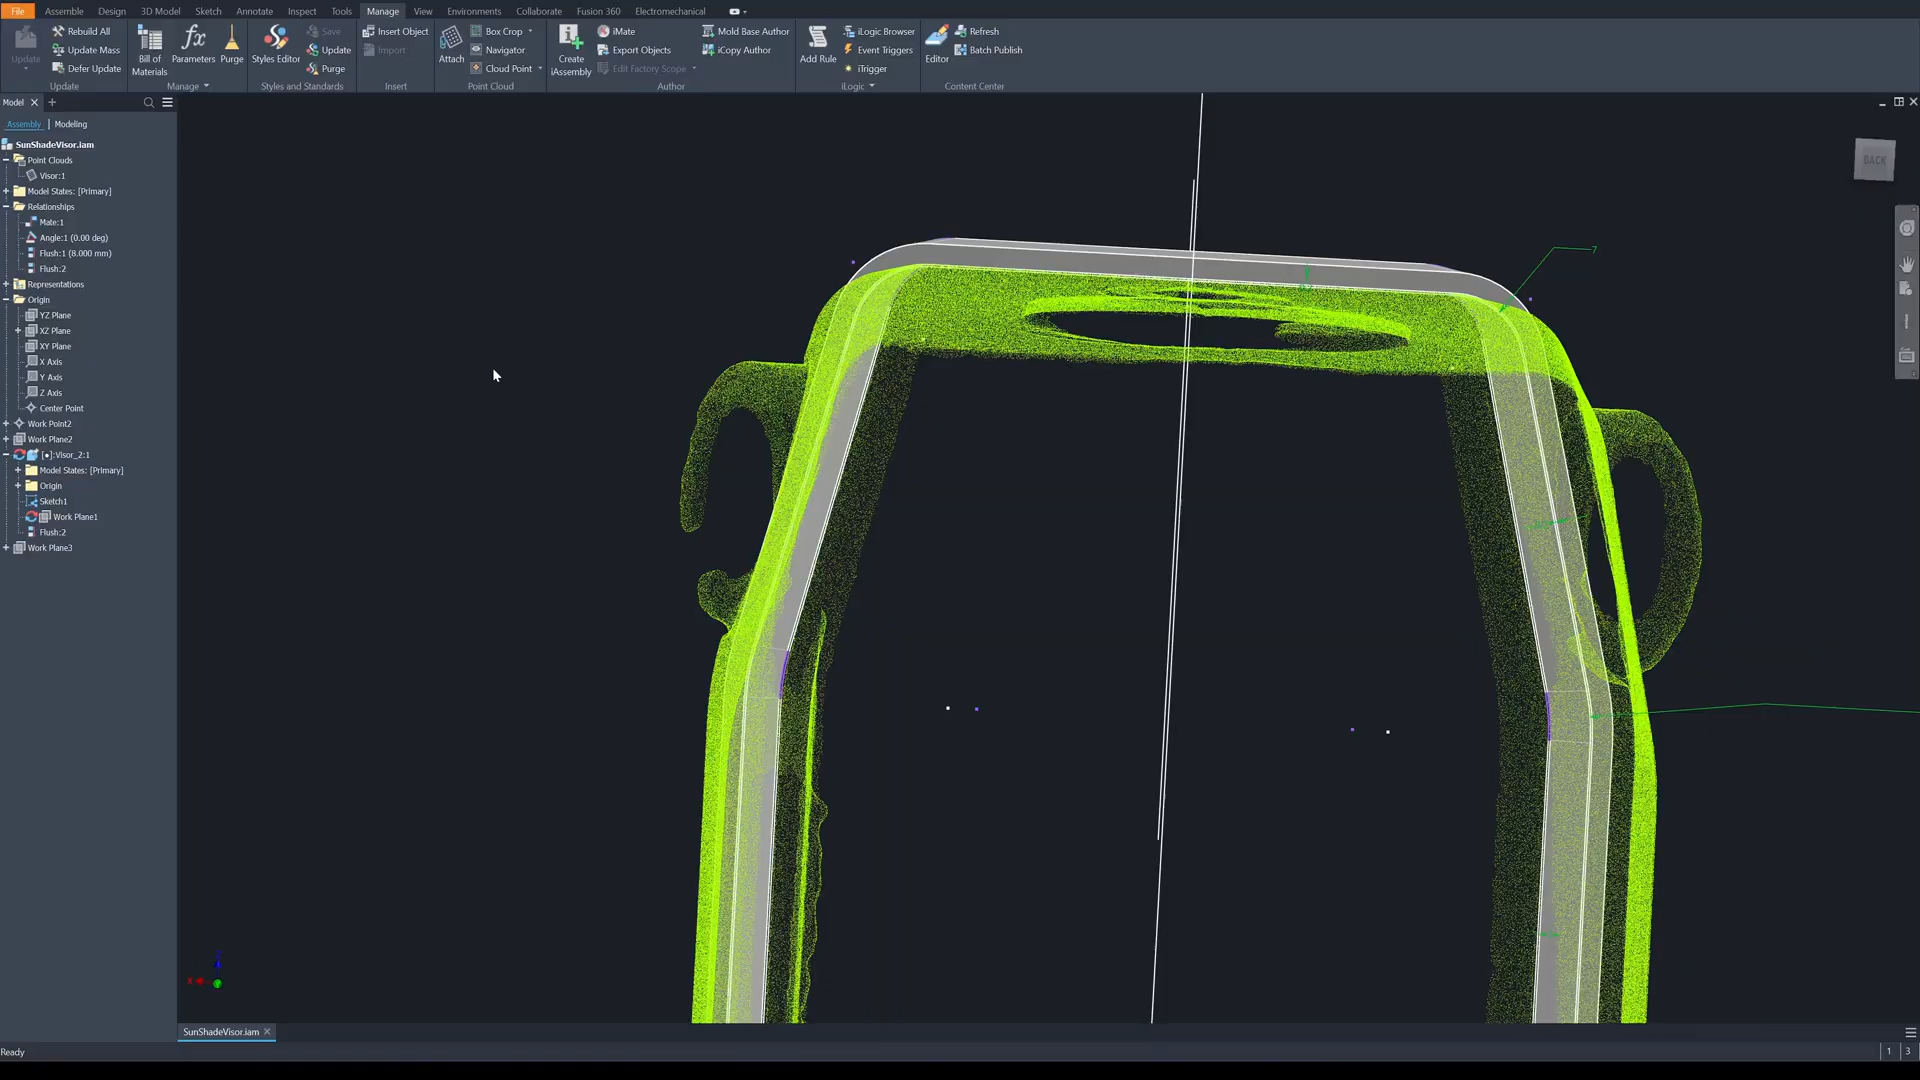 File Assembly Design 3D Model Sketch Annotate Inspect Tools Manage View Environments Collaborate Fusion 360 Electromechanical
Update
Rebuild All
Update Mass
Defer Update
Update
Bill of Materials
Parameters
Purge
Manage
Styles Editor
Save
Update
Purge
Styles and Standards
Insert Object
Import
Insert
Attach
Box Crop
Navigator
Cloud Point
Point Cloud
Create iAssembly
iMate
Export Objects
Edit Factory Scope
Mold Base Author
iCopy Author
Author
Add Rule
iLogic Browser
Event Triggers
iTrigger
iLogic
Editor
Refresh
Batch Publish
Content Center
Model
Assembly | Modeling
SunShadeVisor.iam
Point Clouds
Visor:1
Model States: [Primary]
Relationships
Mate:1
Angle:1 (0.00 deg)
Flush:1 (8.000 mm)
Flush:2
Representations
Origin
YZ Plane
XZ Plane
XY Plane
X Axis
Y Axis
Z Axis
Center Point
Work Point2
Work Plane2
[●]:Visor_2:1
Model States: [Primary]
Origin
Sketch1
Work Plane1
Flush:2
Work Plane3
BACK
X
SunShadeVisor.iam
Ready
1 3